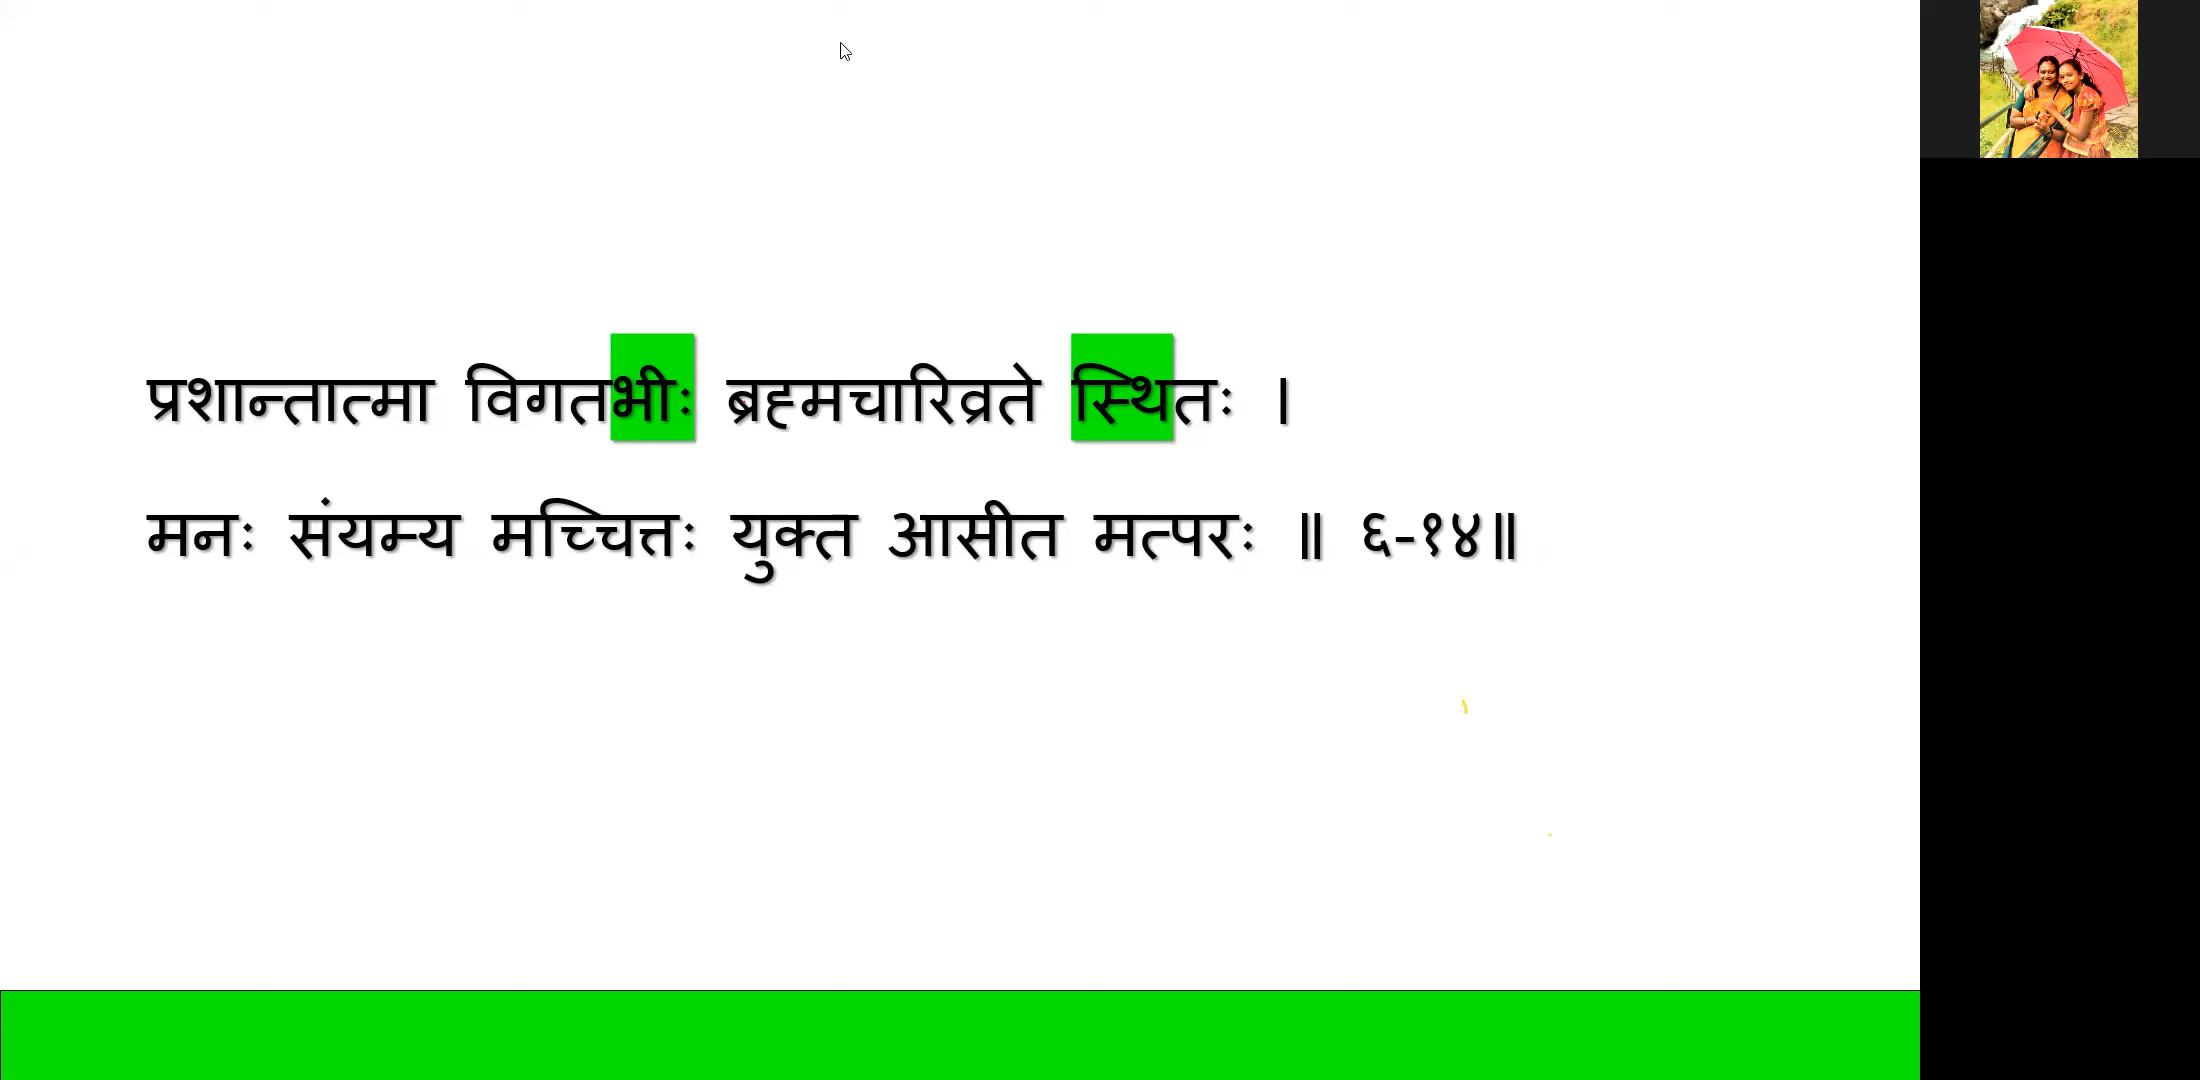 प्रशान्तात्मा विगतभीः ब्रह्मचारिव्रते स्थितः ।
मनः संयम्य मच्चित्तः युक्त आसीत मत्परः ॥ ६-१४॥